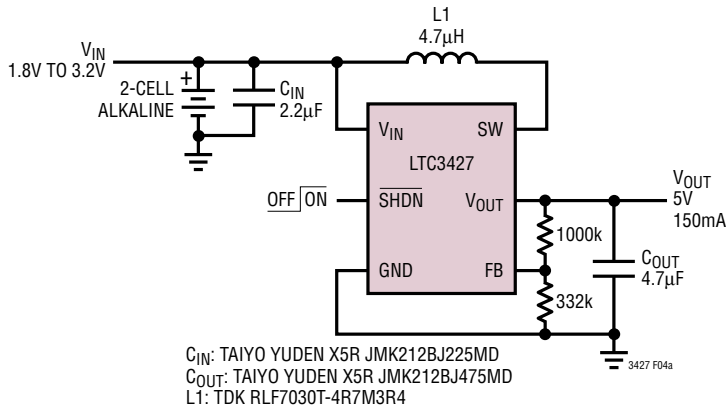 L1
4.7µH
VIN
1.8V TO 3.2V
2-CELL
ALKALINE
+
CIN
2.2µF
VIN
SW
LTC3427
OFF ON
SHDN
VOUT
VOUT
5V
150mA
1000k
GND
FB
COUT
4.7µF
332k
CIN: TAIYO YUDEN X5R JMK212BJ225MD
COUT: TAIYO YUDEN X5R JMK212BJ475MD
L1: TDK RLF7030T-4R7M3R4
3427 F04a